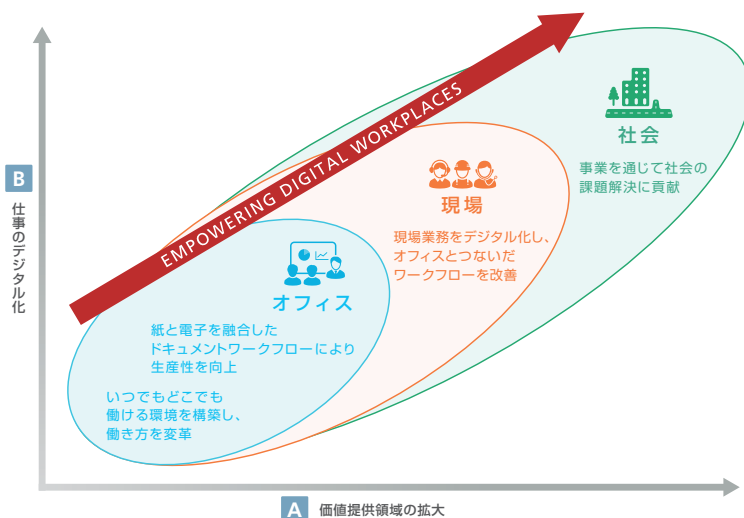 EMPOWERING DIGITAL WORKPLACES
社会
事業を通じて社会の
課題解決に貢献
現場
現場業務をデジタル化し、
オフィスとつないだ
ワークフローを改善
オフィス
紙と電子を融合した
ドキュメントワークフローにより
生産性を向上
いつでもどこでも
働ける環境を構築し、
働き方を変革
B
仕事のデジタル化
A 価値提供領域の拡大